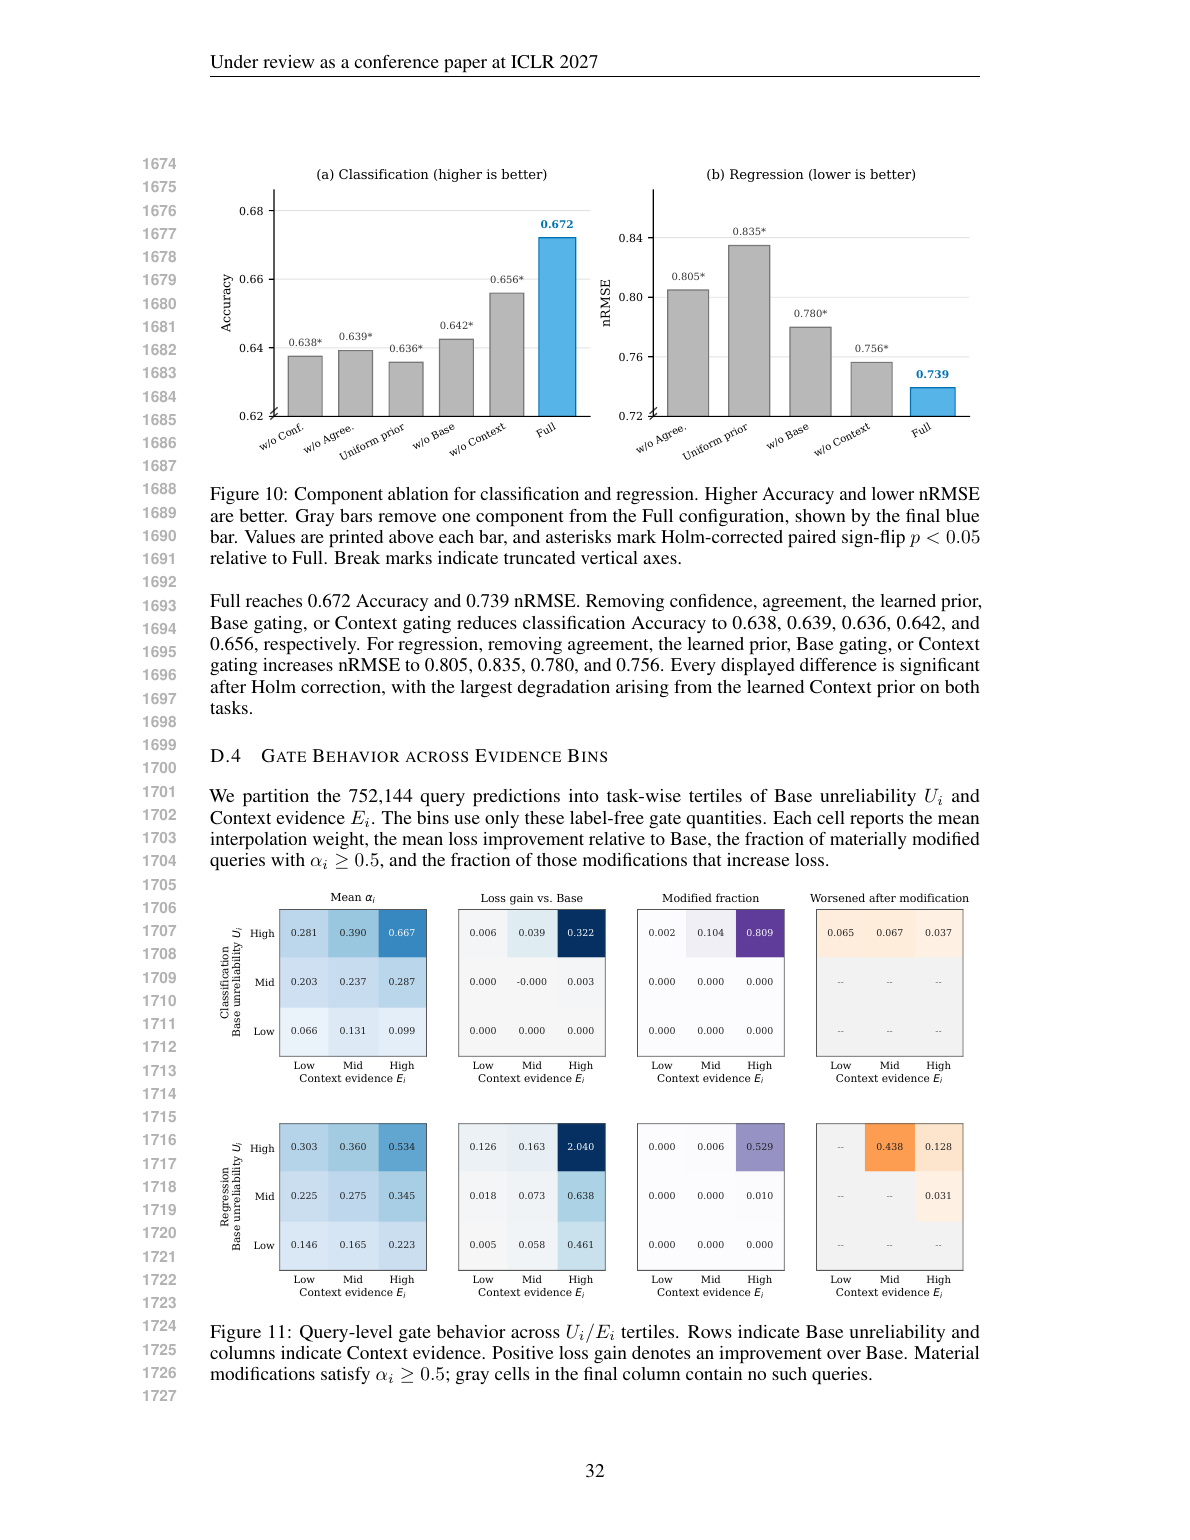 Under review as a conference paper at ICLR 2027
1674
1675
1676
1677
1678
1679
1680
1681
1682
1683
1684
1685
1686
1687
1688
1689
1690
1691
1692
1693
1694
1695
1696
1697
1698
1699
1700
1701
1702
1703
1704
1705
1706
1707
1708
1709
1710
1711
1712
1713
1714
1715
1716
1717
1718
1719
1720
1721
1722
1723
1724
1725
1726
1727
(a) Classification (higher is better)
Accuracy
0.68
0.66
0.64
0.62
0.638*
0.639*
0.636*
0.642*
0.656*
0.672
w/o Conf.
w/o Agree.
Uniform prior
w/o Base
w/o Context
Full
(b) Regression (lower is better)
nRMSE
0.84
0.80
0.76
0.72
0.805*
0.835*
0.780*
0.756*
0.739
w/o Agree.
Uniform prior
w/o Base
w/o Context
Full
Figure 10: Component ablation for classification and regression. Higher Accuracy and lower nRMSE
are better. Gray bars remove one component from the Full configuration, shown by the final blue
bar. Values are printed above each bar, and asterisks mark Holm-corrected paired sign-flip p < 0.05
relative to Full. Break marks indicate truncated vertical axes.
Full reaches 0.672 Accuracy and 0.739 nRMSE. Removing confidence, agreement, the learned prior,
Base gating, or Context gating reduces classification Accuracy to 0.638, 0.639, 0.636, 0.642, and
0.656, respectively. For regression, removing agreement, the learned prior, Base gating, or Context
gating increases nRMSE to 0.805, 0.835, 0.780, and 0.756. Every displayed difference is significant
after Holm correction, with the largest degradation arising from the learned Context prior on both
tasks.
D.4 GATE BEHAVIOR ACROSS EVIDENCE BINS
We partition the 752,144 query predictions into task-wise tertiles of Base unreliability Ui and
Context evidence Ei. The bins use only these label-free gate quantities. Each cell reports the mean
interpolation weight, the mean loss improvement relative to Base, the fraction of materially modified
queries with αi ≥ 0.5, and the fraction of those modifications that increase loss.
Mean αi
Classification
Base unreliability Ui
High 0.281 0.390 0.667
Mid 0.203 0.237 0.287
Low 0.066 0.131 0.099
Low Mid High
Context evidence Ei
Loss gain vs. Base
0.006 0.039 0.322
0.000 -0.000 0.003
0.000 0.000 0.000
Low Mid High
Context evidence Ei
Modified fraction
0.002 0.104 0.809
0.000 0.000 0.000
0.000 0.000 0.000
Low Mid High
Context evidence Ei
Worsened after modification
0.065 0.067 0.037
-- -- --
-- -- --
Low Mid High
Context evidence Ei
Regression
Base unreliability Ui
High 0.303 0.360 0.534
Mid 0.225 0.275 0.345
Low 0.146 0.165 0.223
Low Mid High
Context evidence Ei
0.126 0.163 2.040
0.018 0.073 0.638
0.005 0.058 0.461
Low Mid High
Context evidence Ei
0.000 0.006 0.529
0.000 0.000 0.010
0.000 0.000 0.000
Low Mid High
Context evidence Ei
-- 0.438 0.128
-- -- 0.031
-- -- --
Low Mid High
Context evidence Ei
Figure 11: Query-level gate behavior across Ui/Ei tertiles. Rows indicate Base unreliability and
columns indicate Context evidence. Positive loss gain denotes an improvement over Base. Material
modifications satisfy αi ≥ 0.5; gray cells in the final column contain no such queries.
32